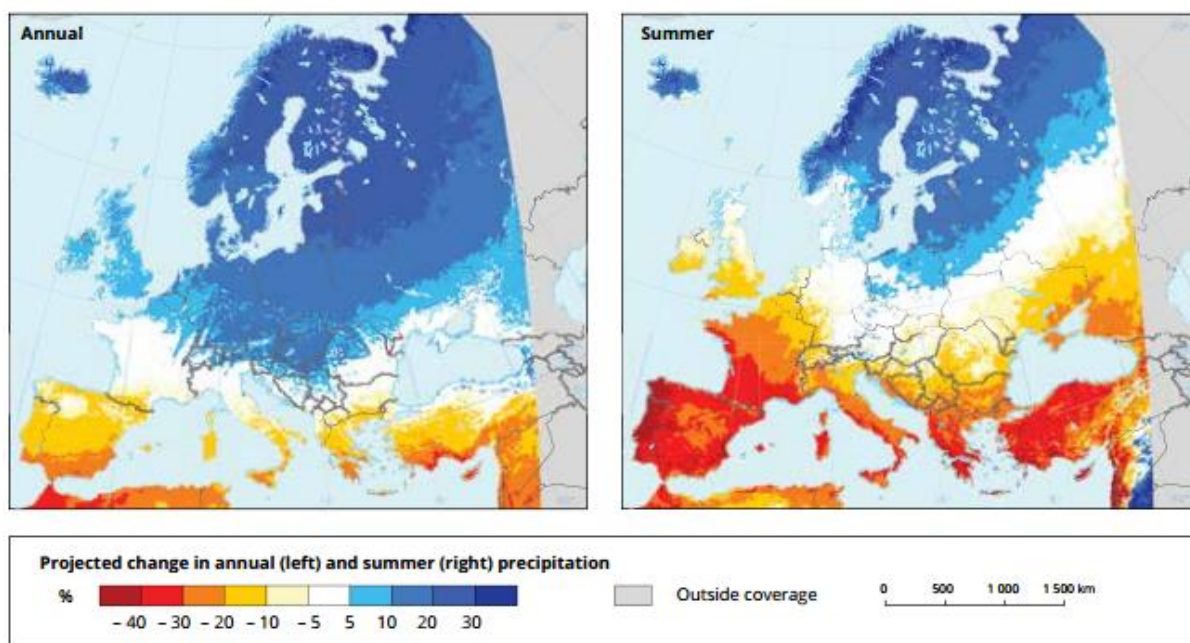 Annual
Summer
Projected change in annual (left) and summer (right) precipitation
%
– 40 – 30 – 20 – 10 – 5 5 10 20 30
Outside coverage
0 500 1 000 1 500 km